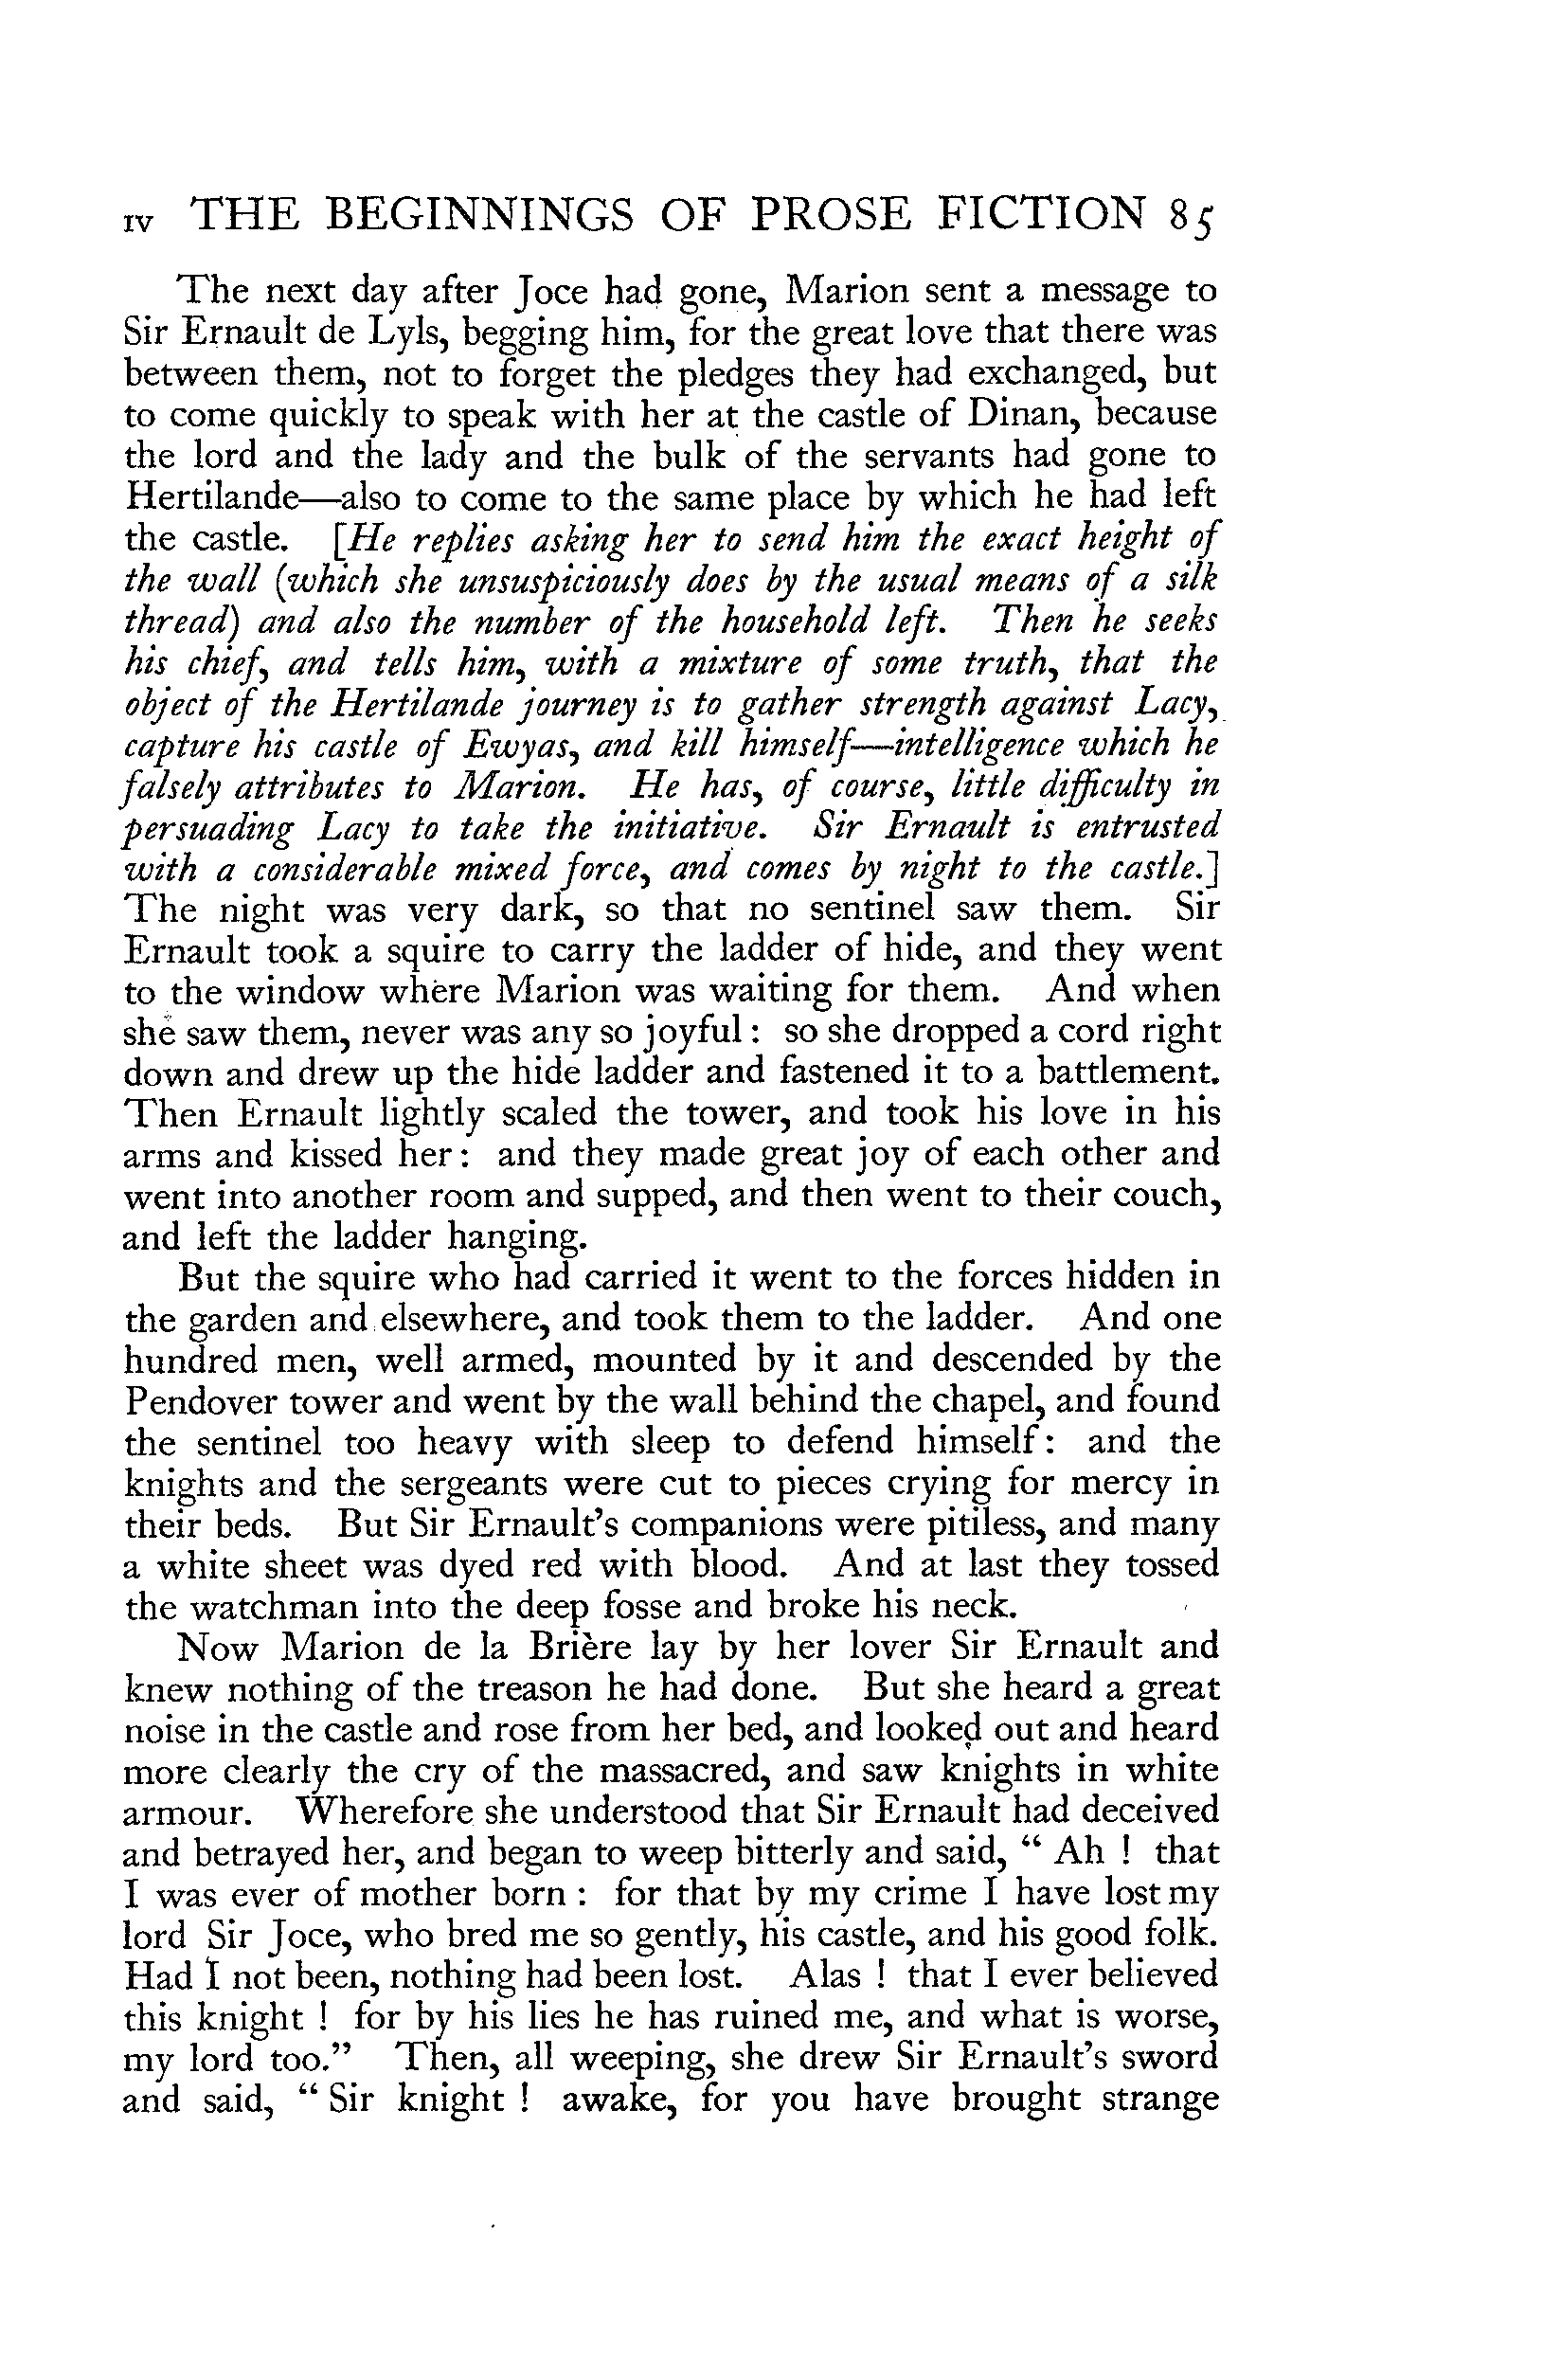 IV THE BEGINNINGS OF PROSE FICTION 85
The next day after Joce had gone, Marion sent a message to
Sir Ernault de Lyls, begging him, for the great love that there was
between them, not to forget the pledges they had exchanged, but
to come quickly to speak with her at the castle of Dinan, because
the lord and the lady and the bulk of the servants had gone to
Hertilande—also to come to the same place by which he had left
the castle. [He replies asking her to send him the exact height of
the wall (which she unsuspiciously does by the usual means of a silk
thread) and also the number of the household left. Then he seeks
his chief, and tells him, with a mixture of some truth, that the
object of the Hertilande journey is to gather strength against Lacy,
capture his castle of Ewyas, and kill himself—intelligence which he
falsely attributes to Marion. He has, of course, little difficulty in
persuading Lacy to take the initiative. Sir Ernault is entrusted
with a considerable mixed force, and comes by night to the castle.]
The night was very dark, so that no sentinel saw them. Sir
Ernault took a squire to carry the ladder of hide, and they went
to the window where Marion was waiting for them. And when
she saw them, never was any so joyful : so she dropped a cord right
down and drew up the hide ladder and fastened it to a battlement.
Then Ernault lightly scaled the tower, and took his love in his
arms and kissed her : and they made great joy of each other and
went into another room and supped, and then went to their couch,
and left the ladder hanging.
But the squire who had carried it went to the forces hidden in
the garden and elsewhere, and took them to the ladder. And one
hundred men, well armed, mounted by it and descended by the
Pendover tower and went by the wall behind the chapel, and found
the sentinel too heavy with sleep to defend himself : and the
knights and the sergeants were cut to pieces crying for mercy in
their beds. But Sir Ernault's companions were pitiless, and many
a white sheet was dyed red with blood. And at last they tossed
the watchman into the deep fosse and broke his neck.
Now Marion de la Brière lay by her lover Sir Ernault and
knew nothing of the treason he had done. But she heard a great
noise in the castle and rose from her bed, and looked out and heard
more clearly the cry of the massacred, and saw knights in white
armour. Wherefore she understood that Sir Ernault had deceived
and betrayed her, and began to weep bitterly and said, “ Ah ! that
I was ever of mother born : for that by my crime I have lost my
lord Sir Joce, who bred me so gently, his castle, and his good folk.
Had I not been, nothing had been lost. Alas ! that I ever believed
this knight ! for by his lies he has ruined me, and what is worse,
my lord too.” Then, all weeping, she drew Sir Ernault's sword
and said, “ Sir knight ! awake, for you have brought strange